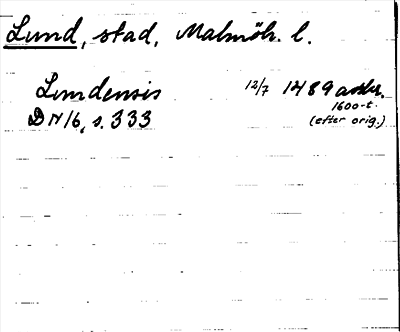 Lund, stad, Malmöh. l.
Lundensis 12/7 1489 avskr.
1600-t.
DN 16, s. 333 (efter orig.)